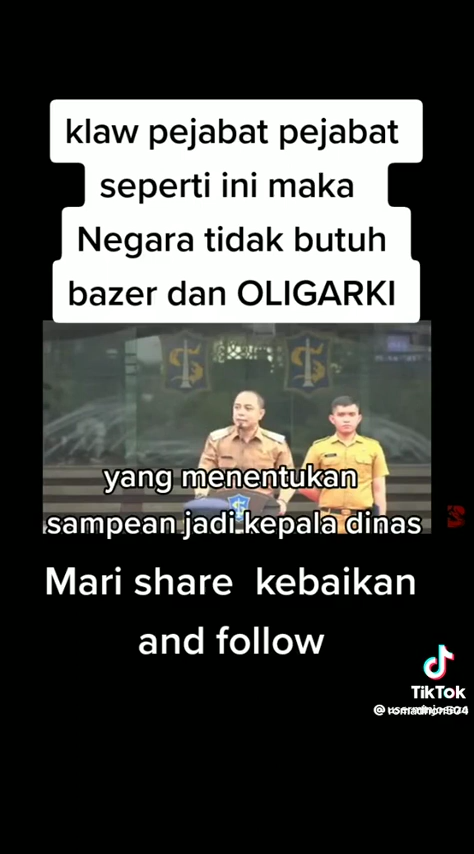 klaw pejabat pejabat
seperti ini maka
Negara tidak butuh
bazer dan OLIGARKI
yang menentukan
sampean jadi kepala dinas
Mari share kebaikan
and follow
TikTok